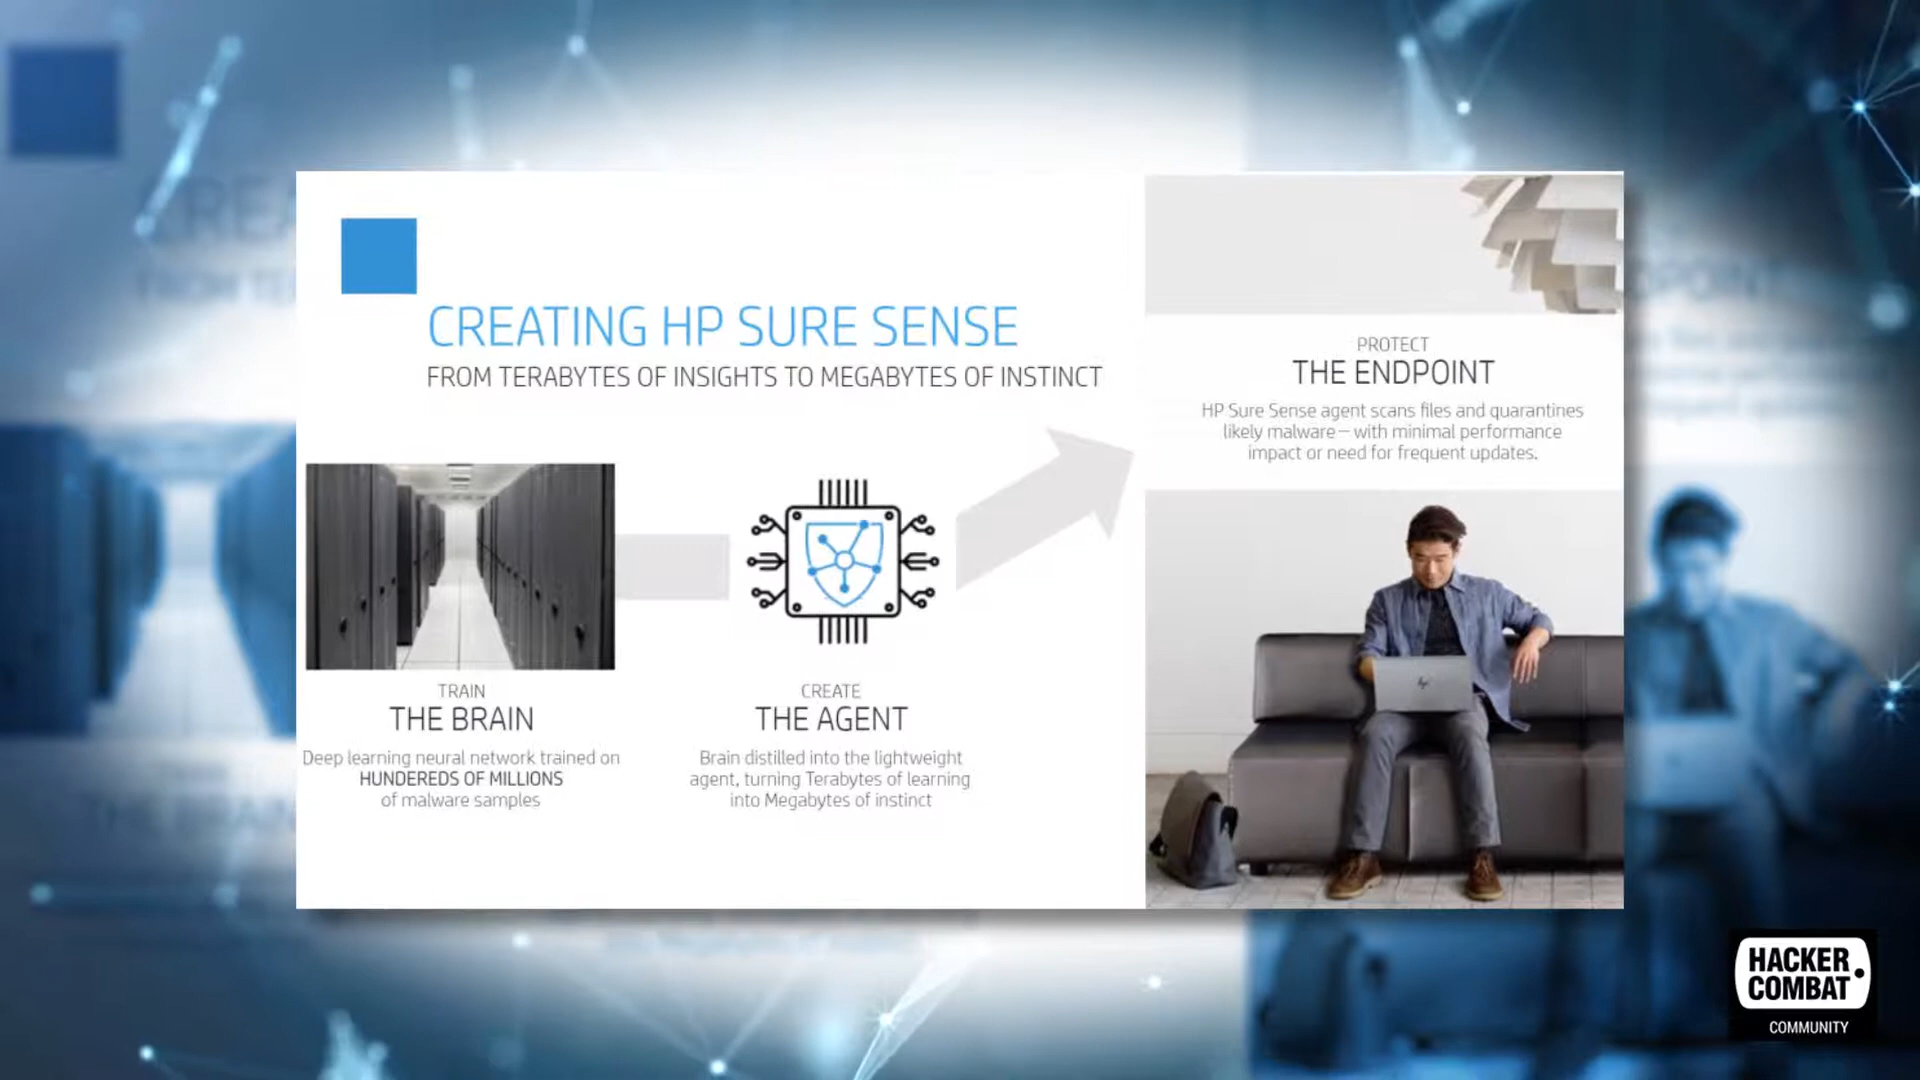 CREATING HP SURE SENSE
FROM TERABYTES OF INSIGHTS TO MEGABYTES OF INSTINCT
TRAIN
THE BRAIN
Deep learning neural network trained on
HUNDEREDS OF MILLIONS
of malware samples
CREATE
THE AGENT
Brain distilled into the lightweight
agent, turning Terabytes of learning
into Megabytes of instinct
PROTECT
THE ENDPOINT
HP Sure Sense agent scans files and quarantines
likely malware – with minimal performance
impact or need for frequent updates.
hp
HACKER
COMBAT
COMMUNITY